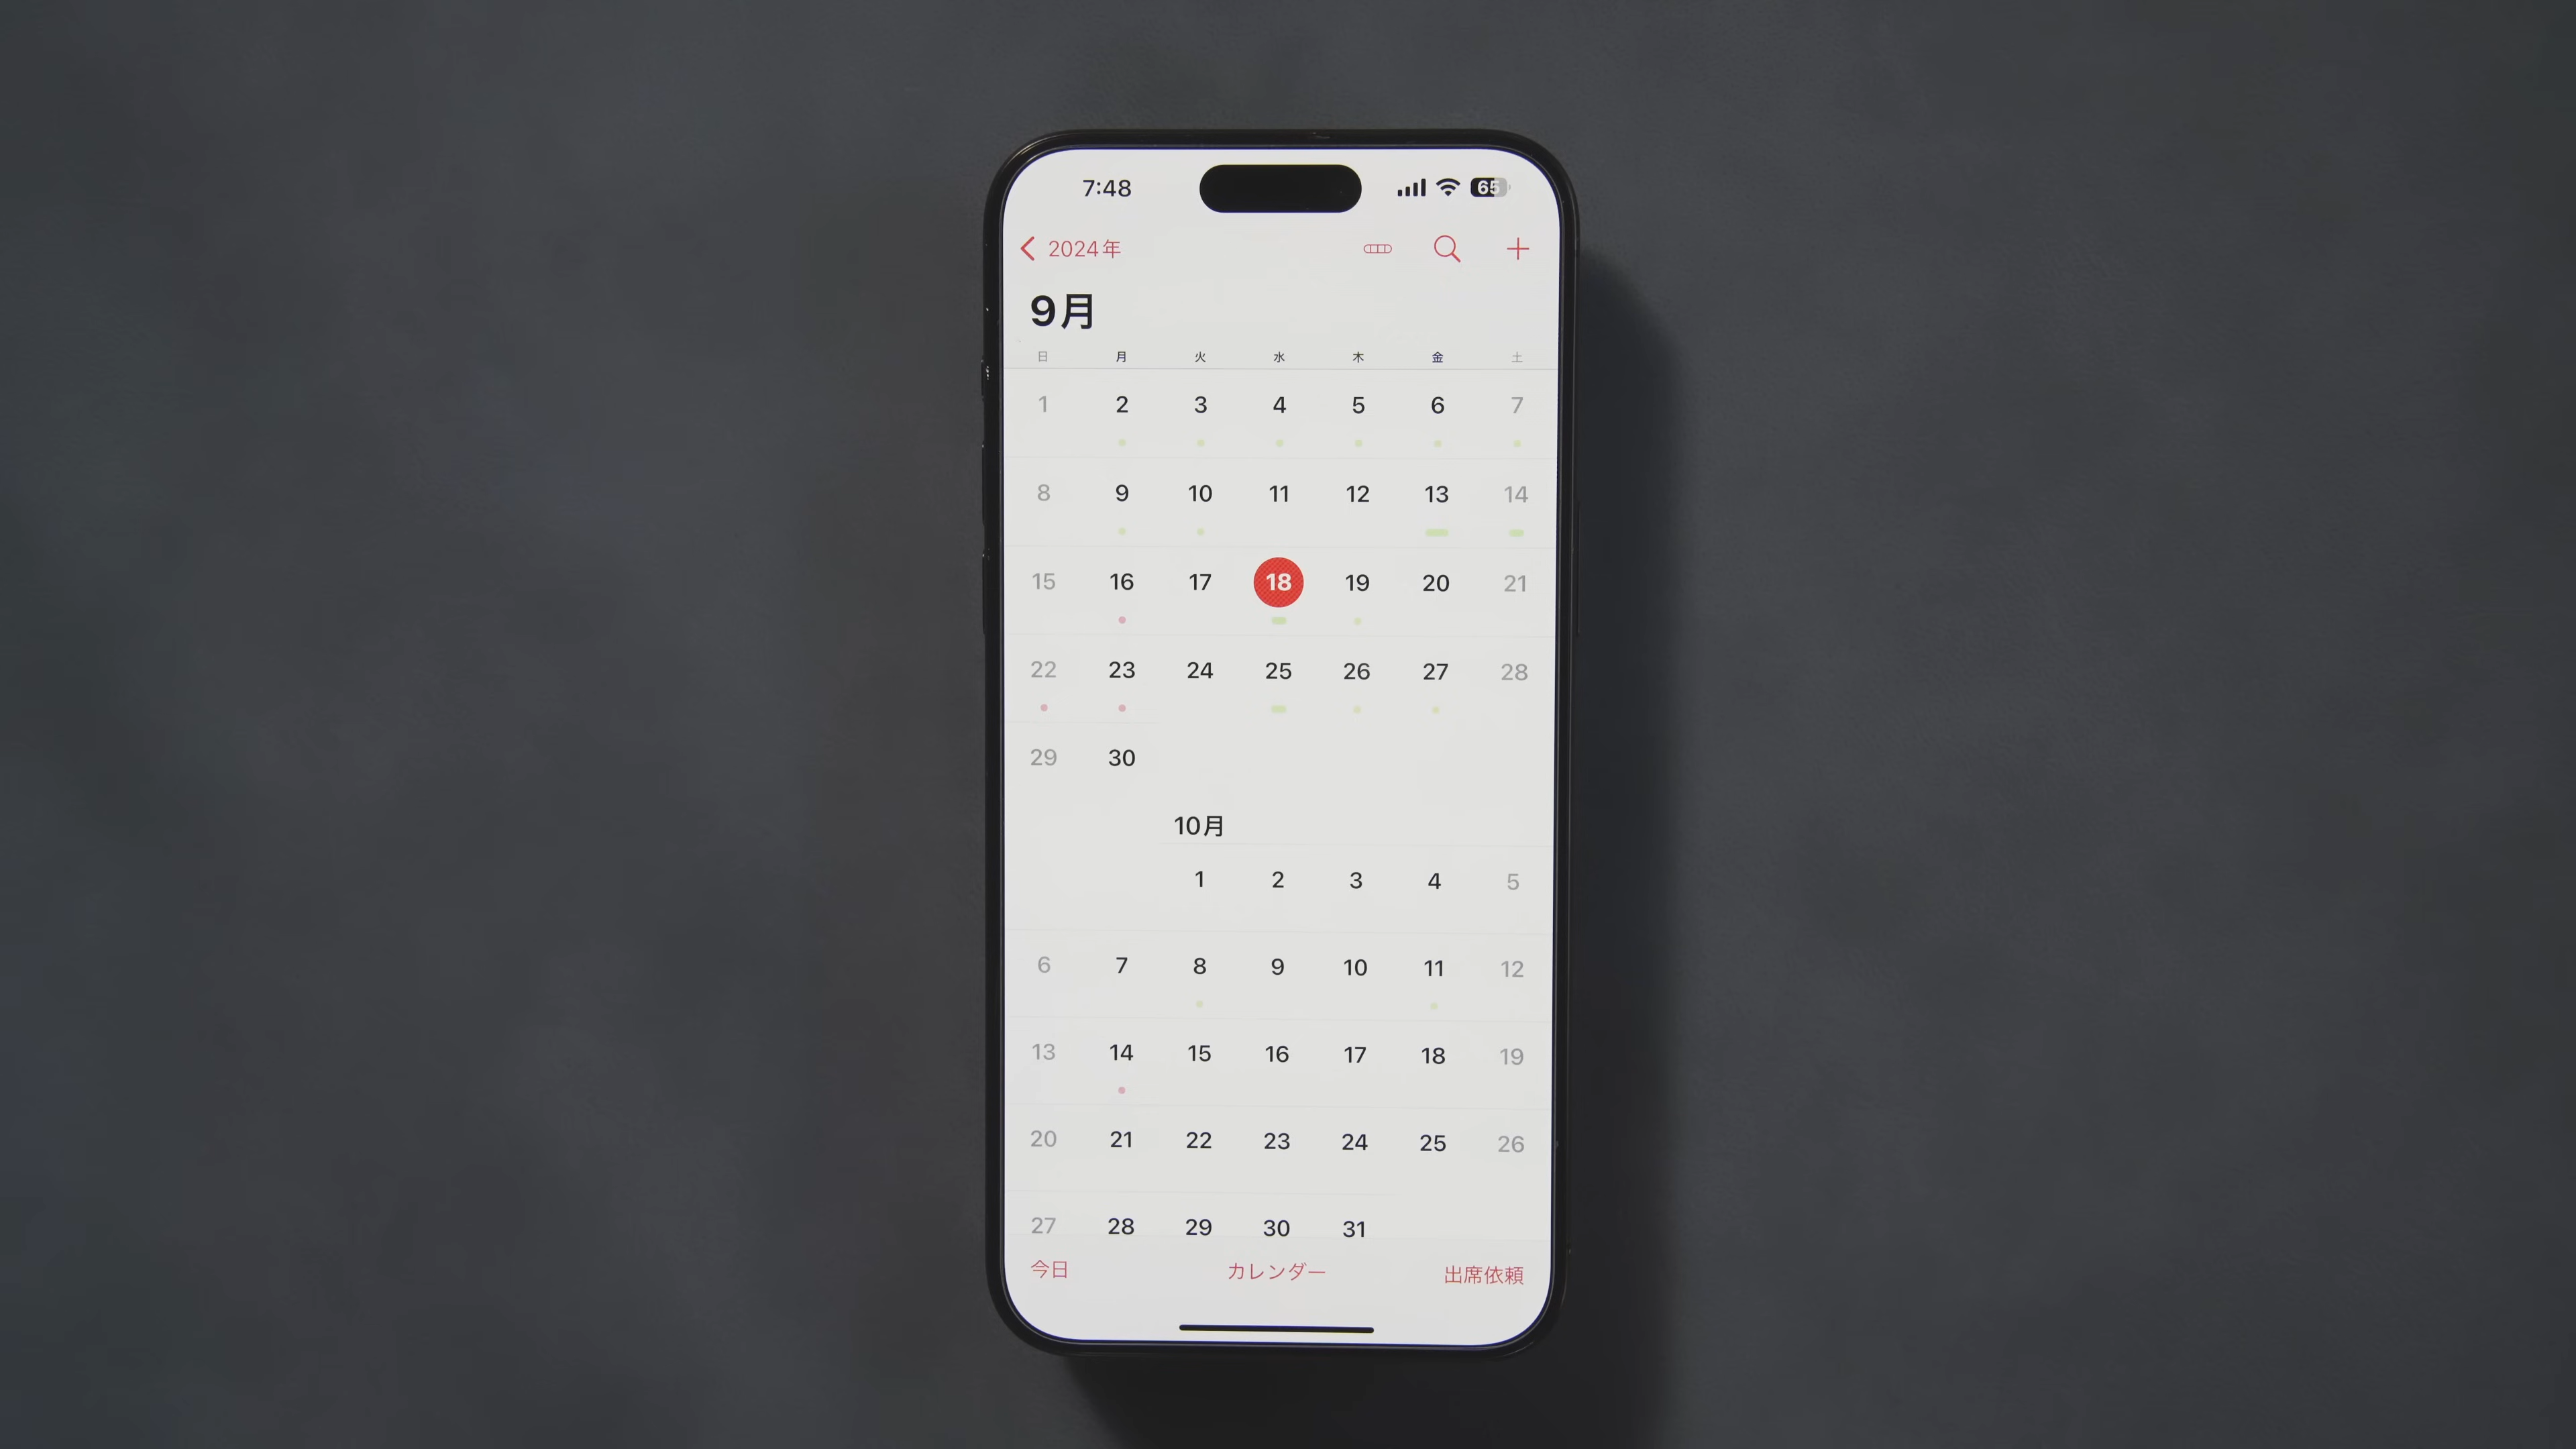 7:48 65
2024年
9月
日 月 火 水 木 金 土
1 2 3 4 5 6 7
8 9 10 11 12 13 14
15 16 17 18 19 20 21
22 23 24 25 26 27 28
29 30
10月
1 2 3 4 5
6 7 8 9 10 11 12
13 14 15 16 17 18 19
20 21 22 23 24 25 26
27 28 29 30 31
今日 カレンダー 出席依頼